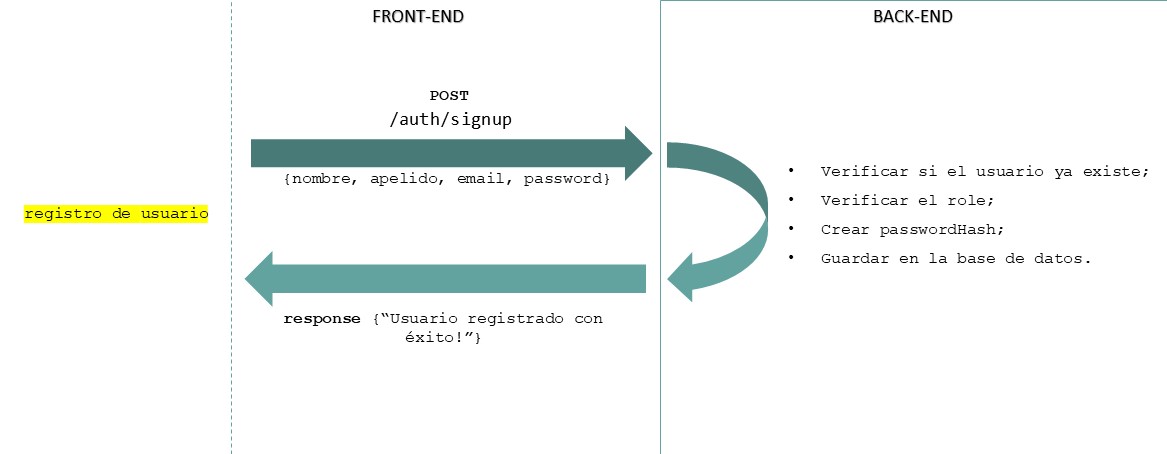 FRONT-END
BACK-END
POST
/auth/signup
{nombre, apelido, email, password}
registro de usuario
• Verificar si el usuario ya existe;
• Verificar el role;
• Crear passwordHash;
• Guardar en la base de datos.
response {“Usuario registrado con
éxito!”}